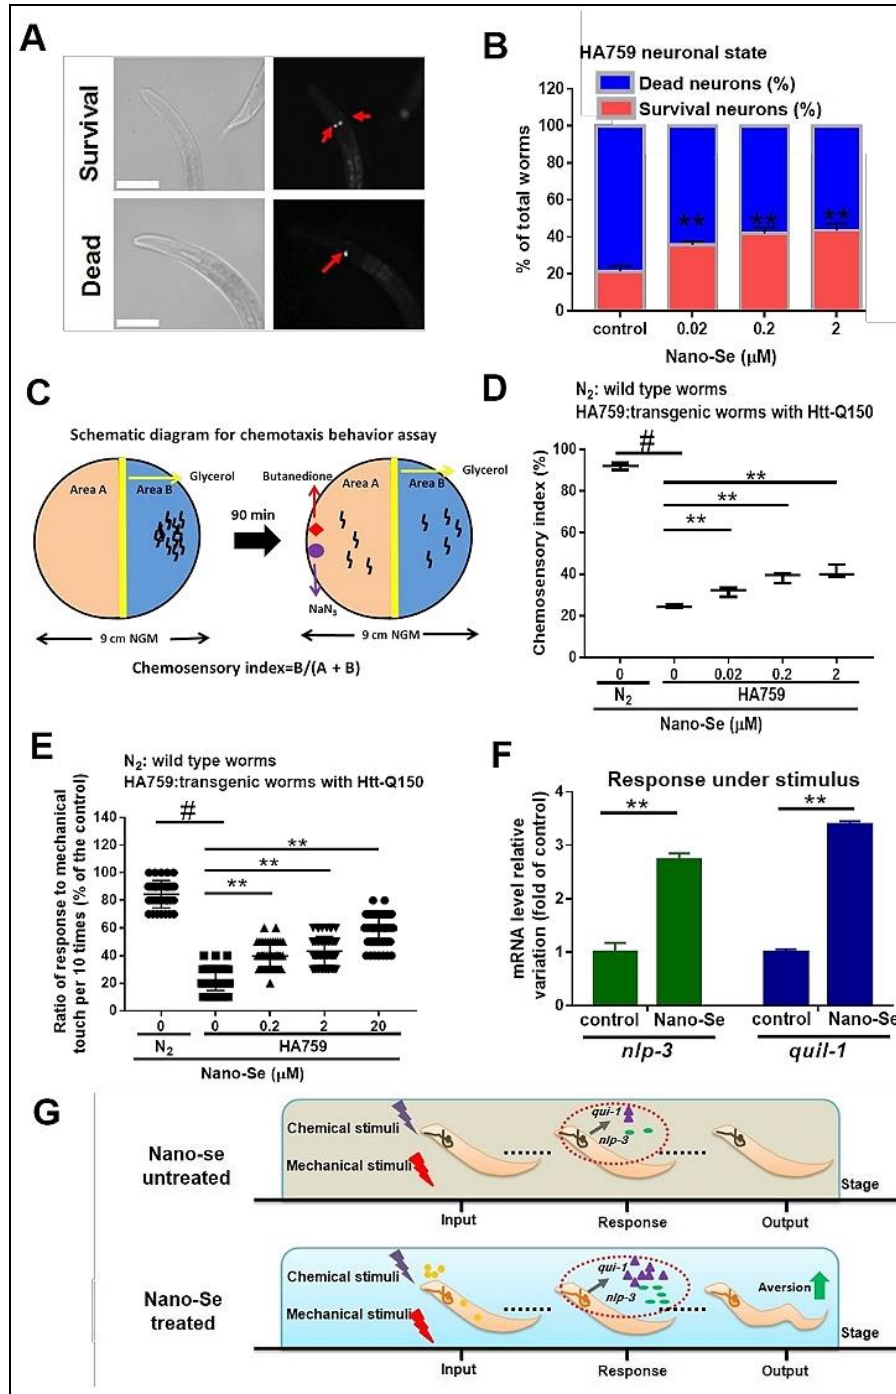 A
Survival
Dead
B
HA759 neuronal state
Dead neurons (%)
Survival neurons (%)
% of total worms
100
80
60
40
20
0
** ** **
control 0.02 0.2 2
Nano-Se (μM)
C
Schematic diagram for chemotaxis behavior assay
Area A Area B Glycerol
90 min
Butanedione Area A Area B Glycerol
NaN3
9 cm NGM 9 cm NGM
Chemosensory index=B/(A + B)
D
N2: wild type worms
HA759:transgenic worms with Htt-Q150
Chemosensory index (%)
100
80
60
40
20
0
#
**
**
**
0 0 0.02 0.2 2
N2 HA759
Nano-Se (μM)
E
N2: wild type worms
HA759:transgenic worms with Htt-Q150
Ratio of response to mechanical
touch per 10 times (% of the control)
140
120
100
80
60
40
20
0
#
**
**
**
0 0 0.2 2 20
N2 HA759
Nano-Se (μM)
F
Response under stimulus
mRNA level relative
variation (fold of control)
4
3
2
1
0
** **
control Nano-Se control Nano-Se
nlp-3 quil-1
G
Nano-se
untreated
Chemical stimuli
Mechanical stimuli
qui-1
nlp-3
Stage
Input Response Output
Nano-Se
treated
Chemical stimuli
Mechanical stimuli
qui-1
nlp-3
Aversion
Stage
Input Response Output